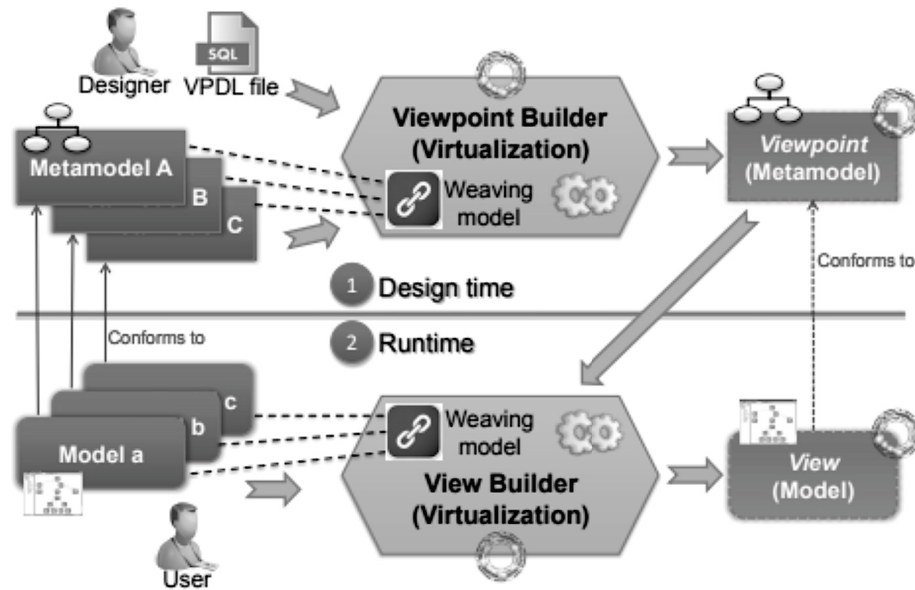 SQL
Designer
VPDL file
Viewpoint Builder
(Virtualization)
Weaving
model
Metamodel A
B
C
Viewpoint
(Metamodel)
1 Design time
Conforms to
2 Runtime
Conforms to
c
b
Model a
Weaving
model
View Builder
(Virtualization)
View
(Model)
User